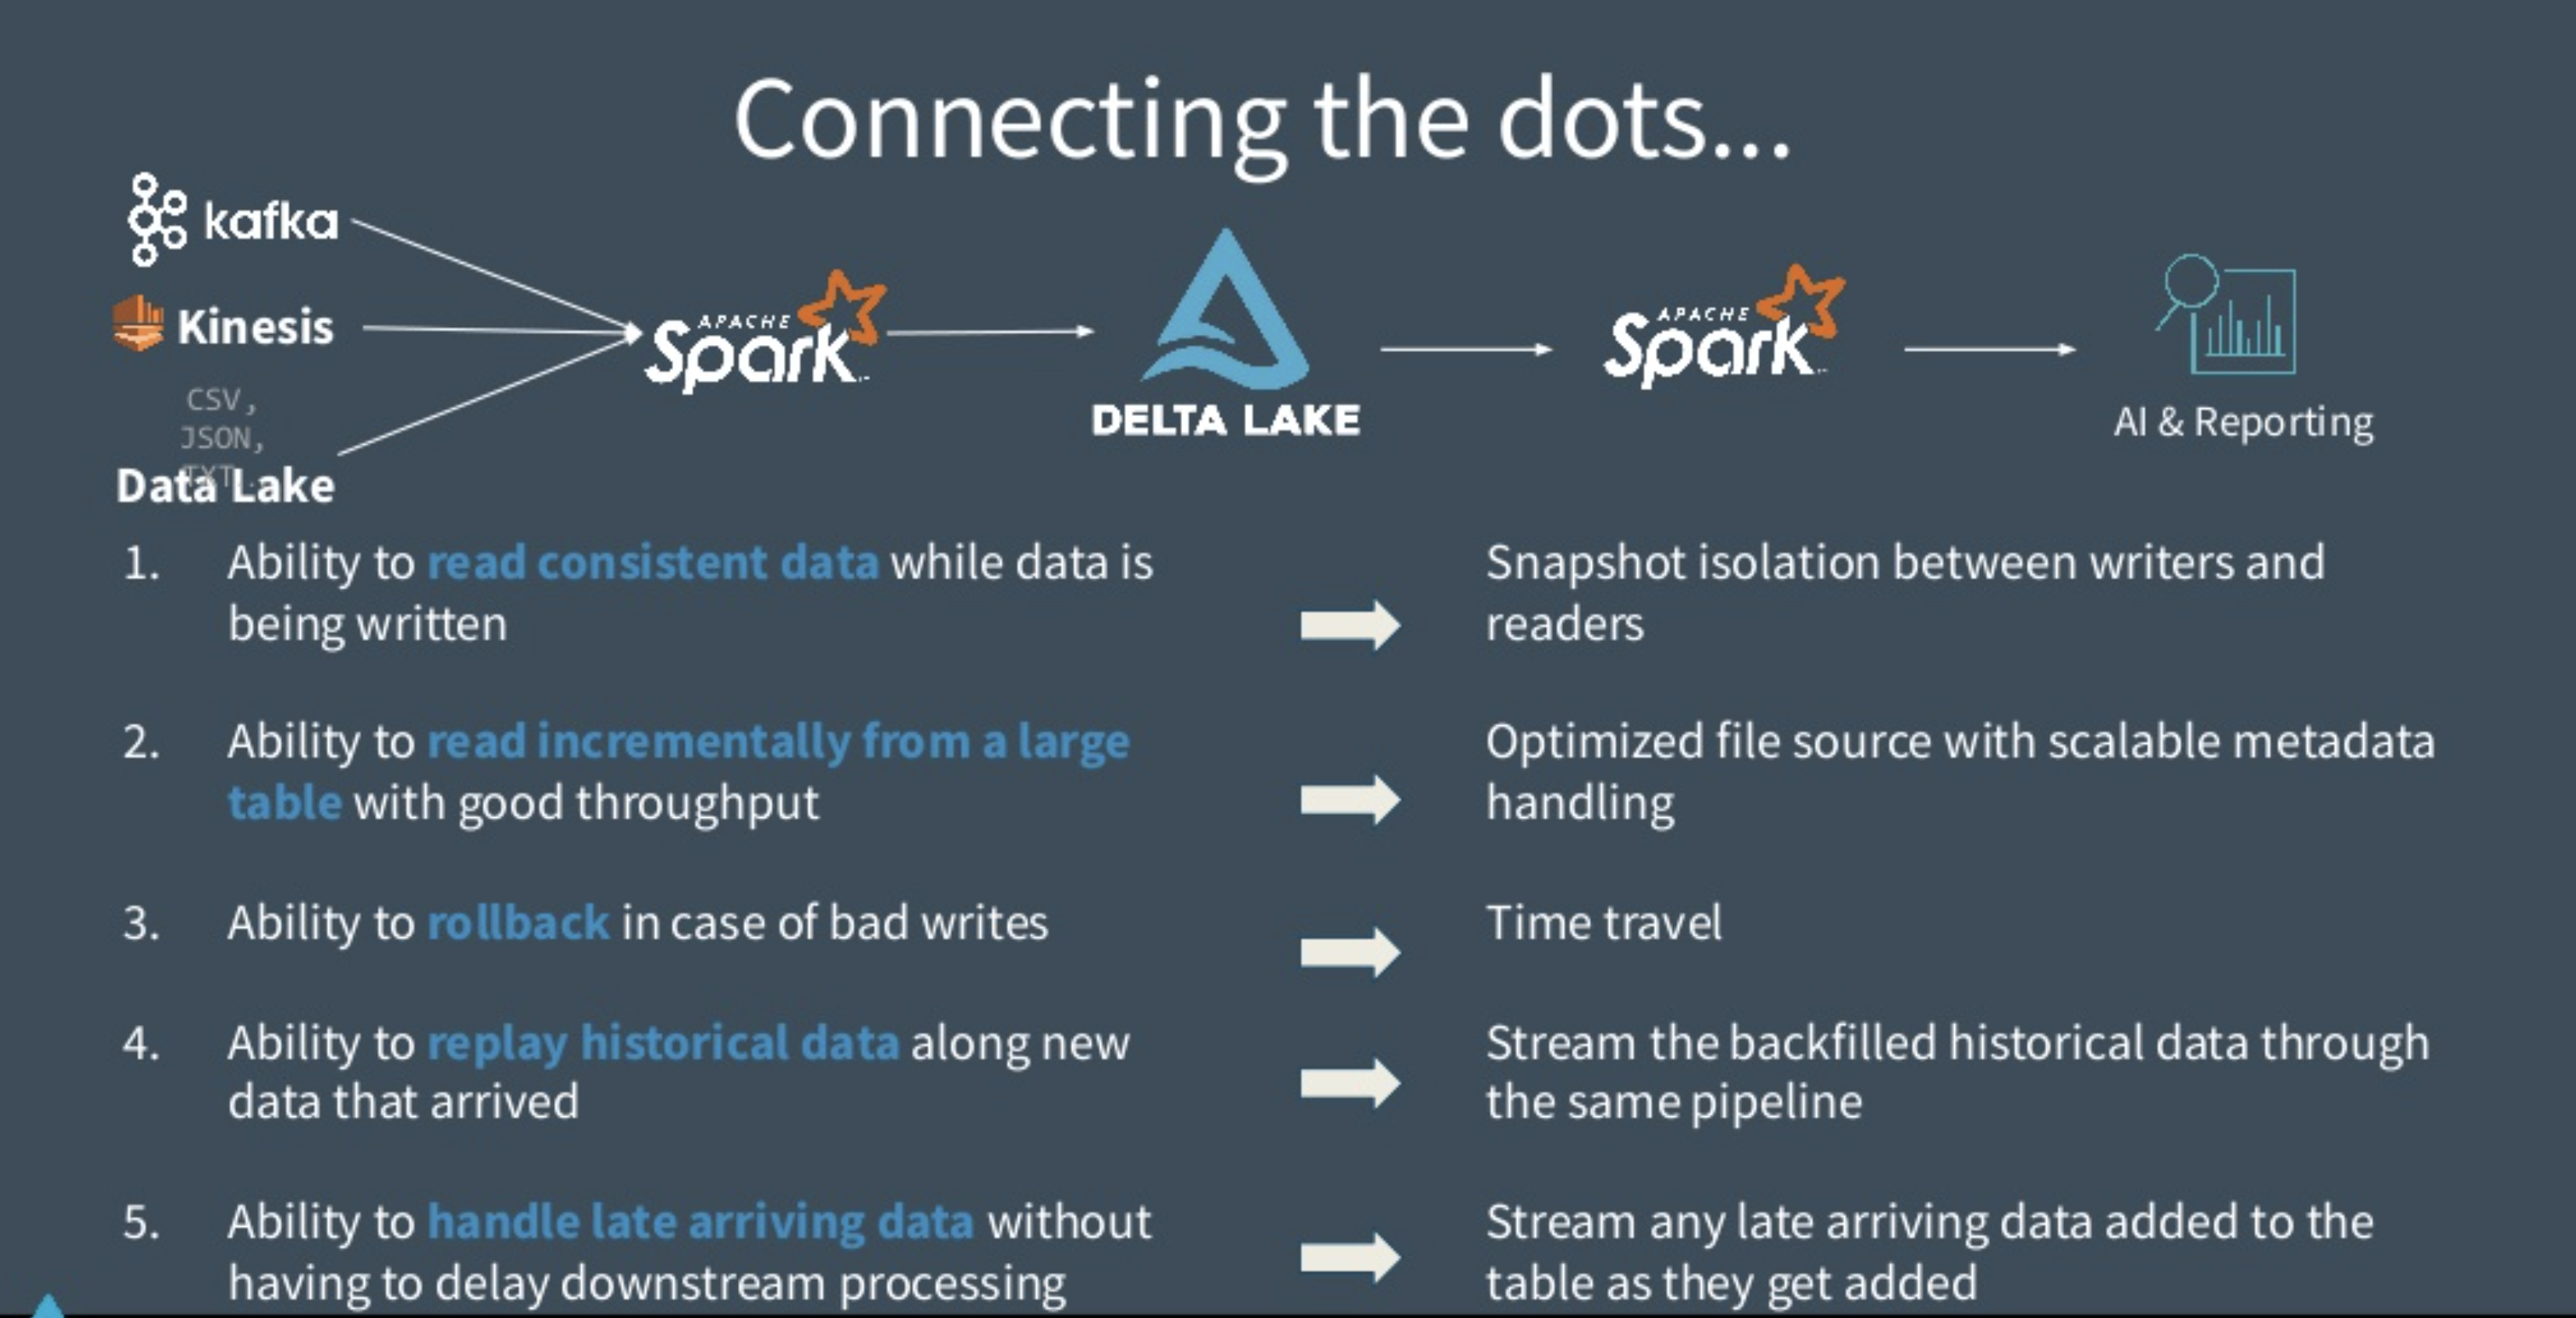 Connecting the dots...
kafka
Kinesis
CSV,
JSON,
TXT
Data Lake
APACHE
Spark
DELTA LAKE
APACHE
Spark
AI & Reporting
1. Ability to read consistent data while data is
being written
Snapshot isolation between writers and
readers
2. Ability to read incrementally from a large
table with good throughput
Optimized file source with scalable metadata
handling
3. Ability to rollback in case of bad writes
Time travel
4. Ability to replay historical data along new
data that arrived
Stream the backfilled historical data through
the same pipeline
5. Ability to handle late arriving data without
having to delay downstream processing
Stream any late arriving data added to the
table as they get added